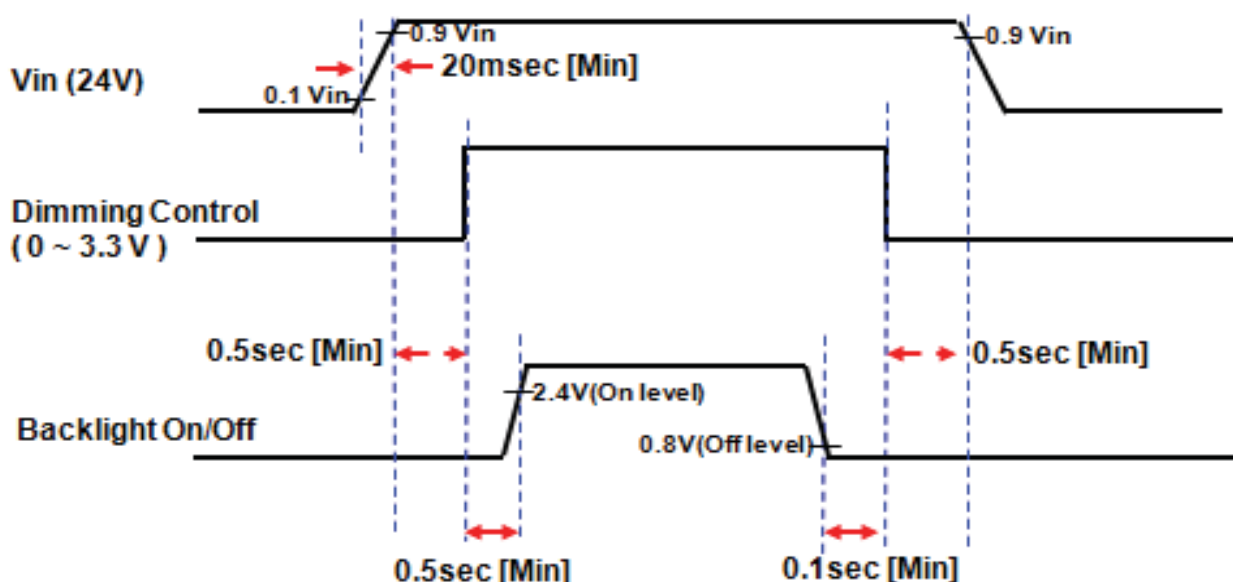 0.9 Vin
0.9 Vin
Vin (24V)
20msec [Min]
0.1 Vin
Dimming Control
( 0 ~ 3.3 V )
0.5sec [Min]
0.5sec [Min]
2.4V(On level)
Backlight On/Off
0.8V(Off level)
0.5sec [Min]
0.1sec [Min]